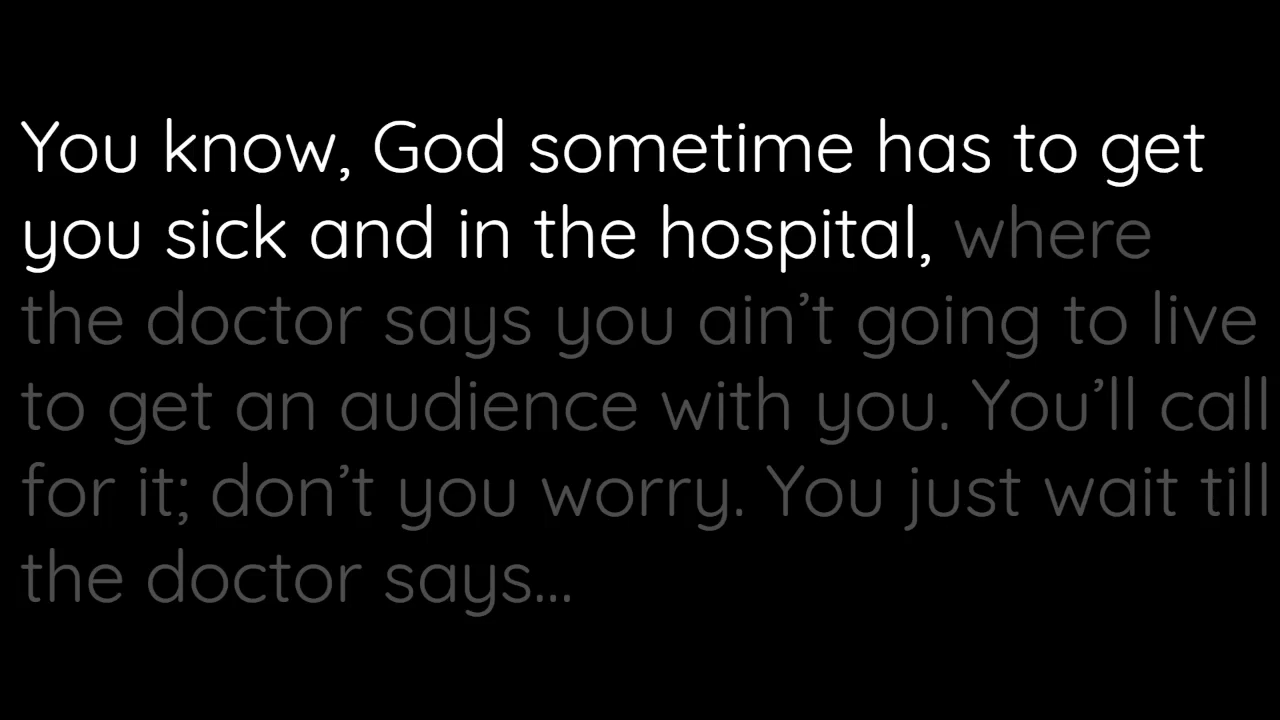 You know, God sometime has to get
you sick and in the hospital, where
the doctor says you ain’t going to live
to get an audience with you. You’ll call
for it; don’t you worry. You just wait till
the doctor says...